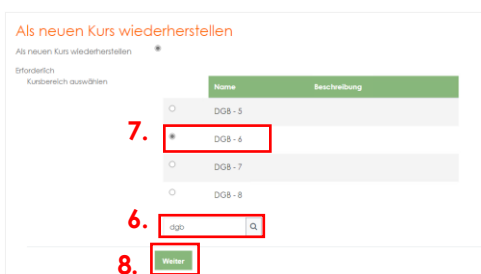 Als neuen Kurs wiederherstellen
Als neuen Kurs wiederherstellen
Erforderlich
Kursbereich auswählen
Name Beschreibung
DGB - 5
7. DGB - 6
DGB - 7
DGB - 8
6. dgb
8. Weiter